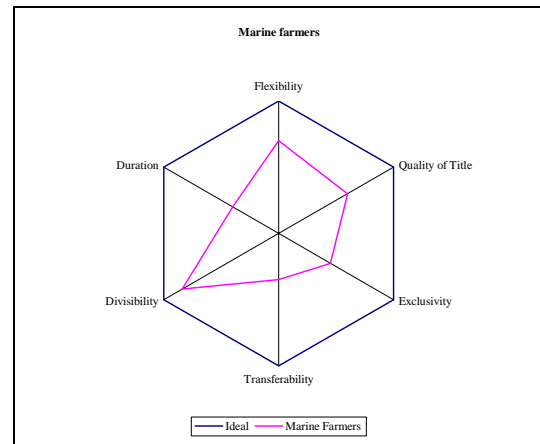 Marine farmers
Flexibility
Duration
Quality of Title
Divisibility
Exclusivity
Transferability
Ideal Marine Farmers